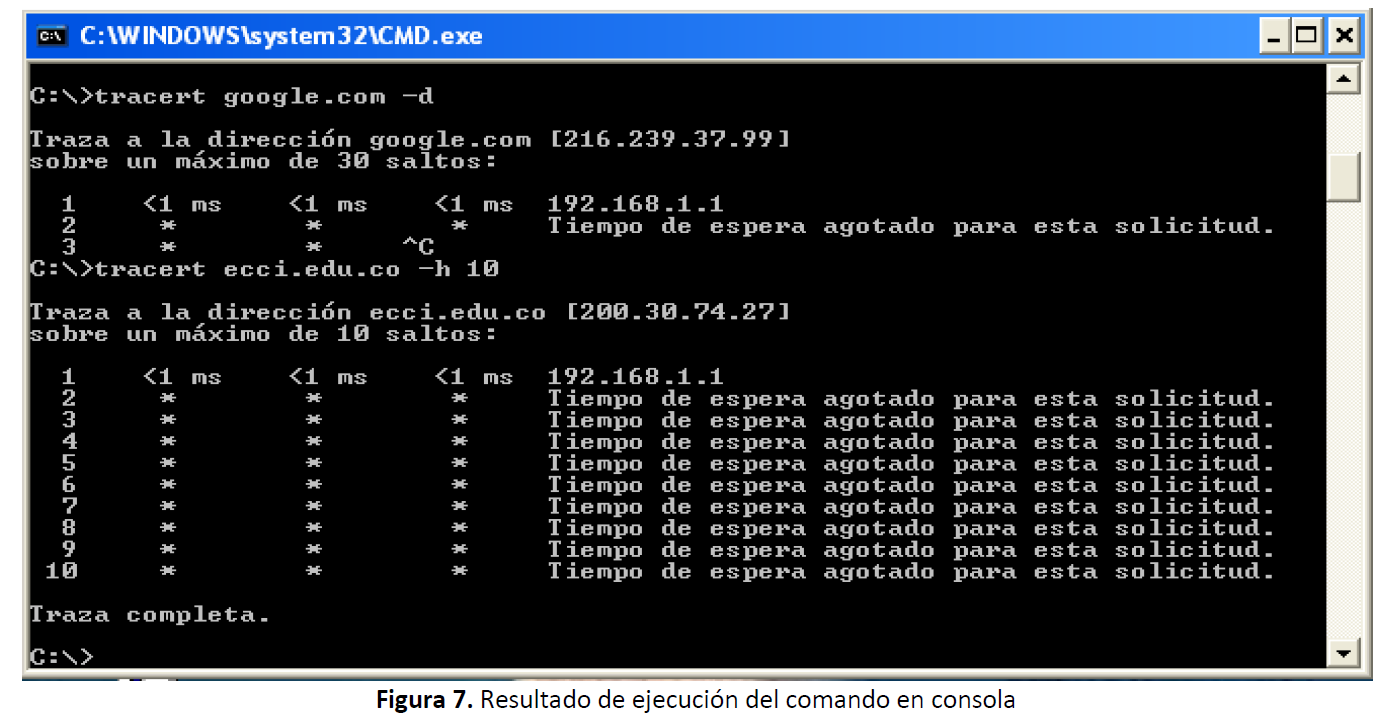 C:\WINDOWS\system32\CMD.exe
C:\>tracert google.com -d
Traza a la dirección google.com [216.239.37.99]
sobre un máximo de 30 saltos:
1 <1 ms <1 ms <1 ms 192.168.1.1
2 * * * Tiempo de espera agotado para esta solicitud.
3 * * ^C
C:\>tracert ecci.edu.co -h 10
Traza a la dirección ecci.edu.co [200.30.74.27]
sobre un máximo de 10 saltos:
1 <1 ms <1 ms <1 ms 192.168.1.1
2 * * * Tiempo de espera agotado para esta solicitud.
3 * * * Tiempo de espera agotado para esta solicitud.
4 * * * Tiempo de espera agotado para esta solicitud.
5 * * * Tiempo de espera agotado para esta solicitud.
6 * * * Tiempo de espera agotado para esta solicitud.
7 * * * Tiempo de espera agotado para esta solicitud.
8 * * * Tiempo de espera agotado para esta solicitud.
9 * * * Tiempo de espera agotado para esta solicitud.
10 * * * Tiempo de espera agotado para esta solicitud.
Traza completa.
C:\>
Figura 7. Resultado de ejecución del comando en consola